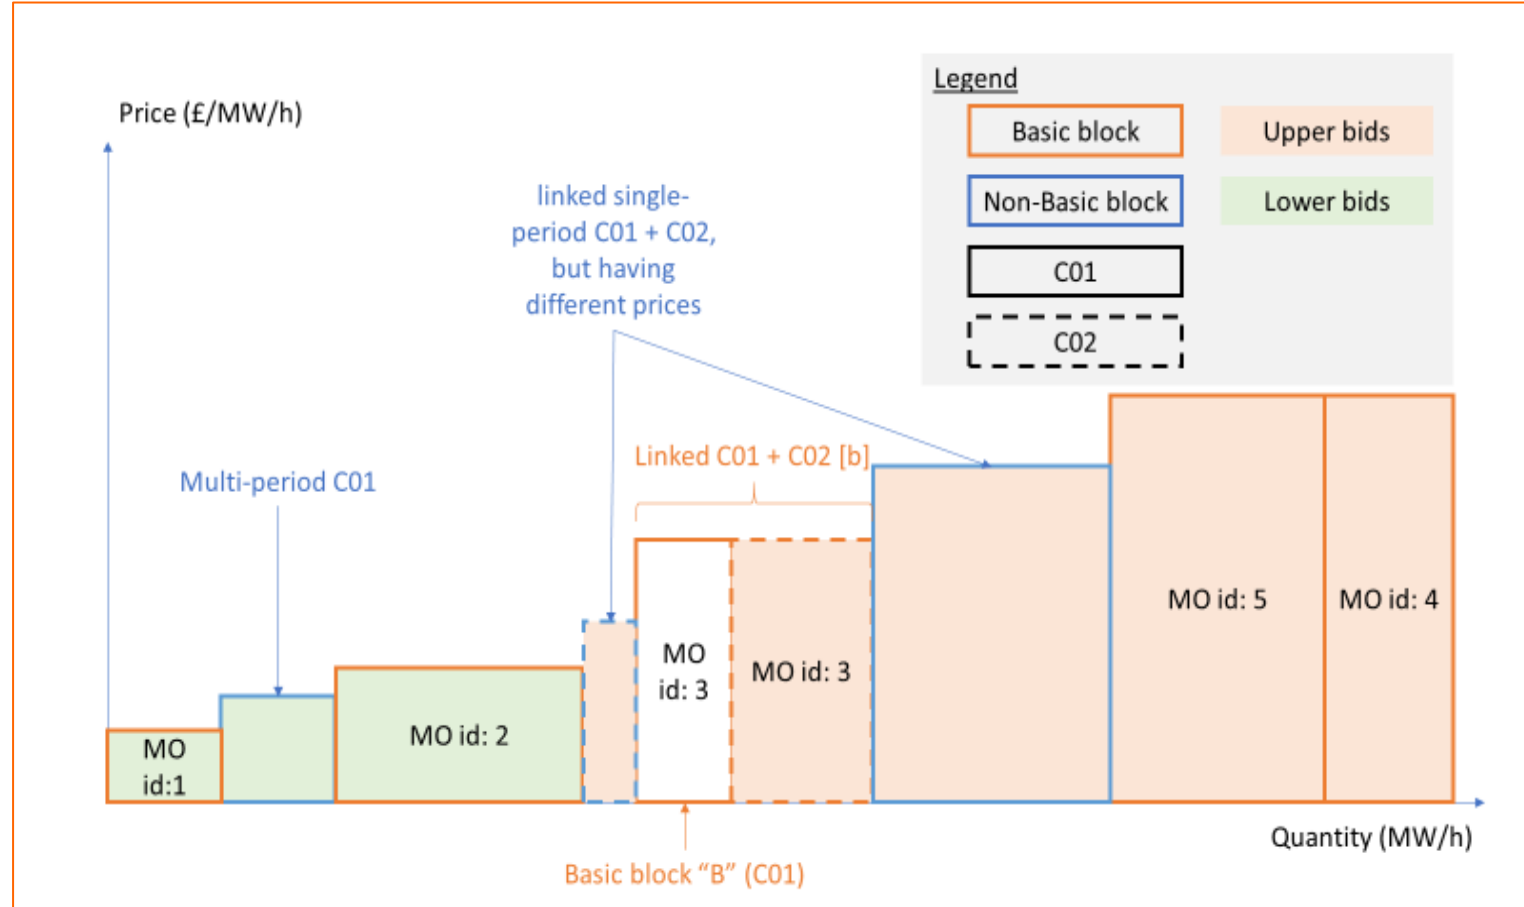 Legend
Basic block
Upper bids
Non-Basic block
Lower bids
C01
C02
Price (£/MW/h)
linked single-
period C01 + C02,
but having
different prices
Multi-period C01
Linked C01 + C02 [b]
MO
id:1
MO id: 2
MO
id: 3
MO id: 3
MO id: 5
MO id: 4
Quantity (MW/h)
Basic block “B” (C01)